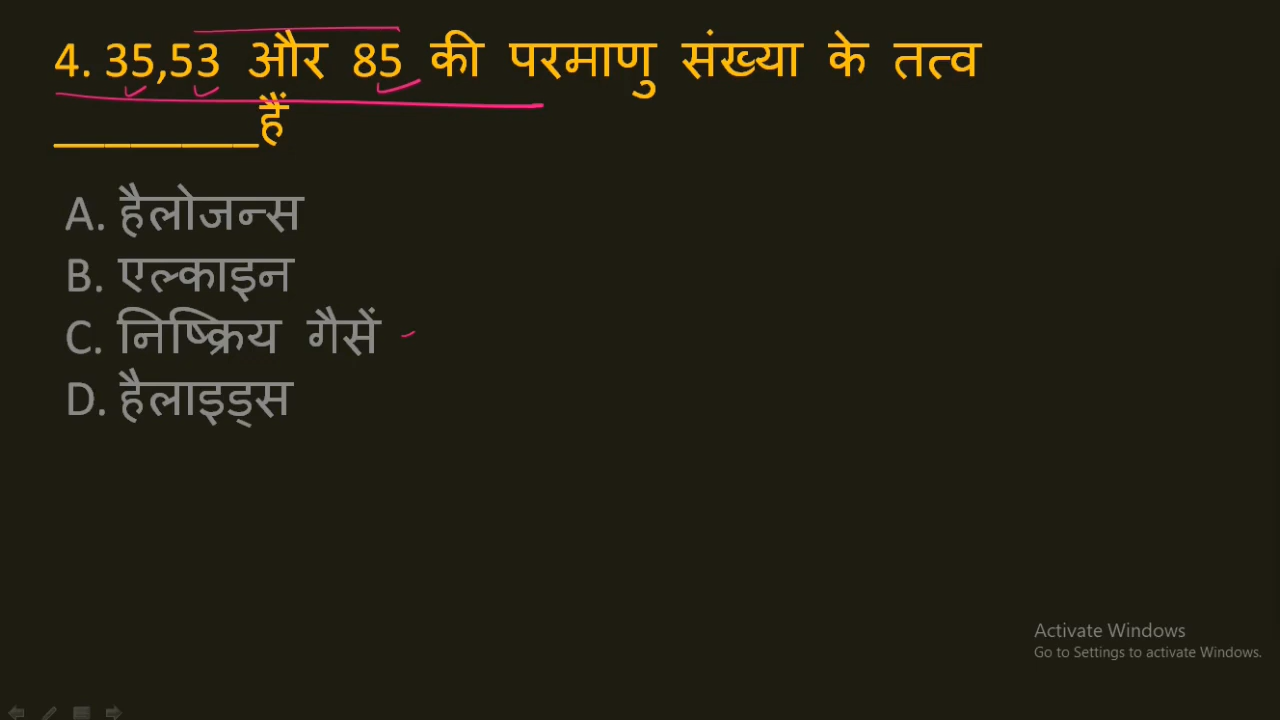 4. 35,53 और 85 की परमाणु संख्या के तत्व
________हैं
A. हैलोजन्स
B. एल्काइन
C. निष्क्रिय गैसें
D. हैलाइड्स
Activate Windows
Go to Settings to activate Windows.